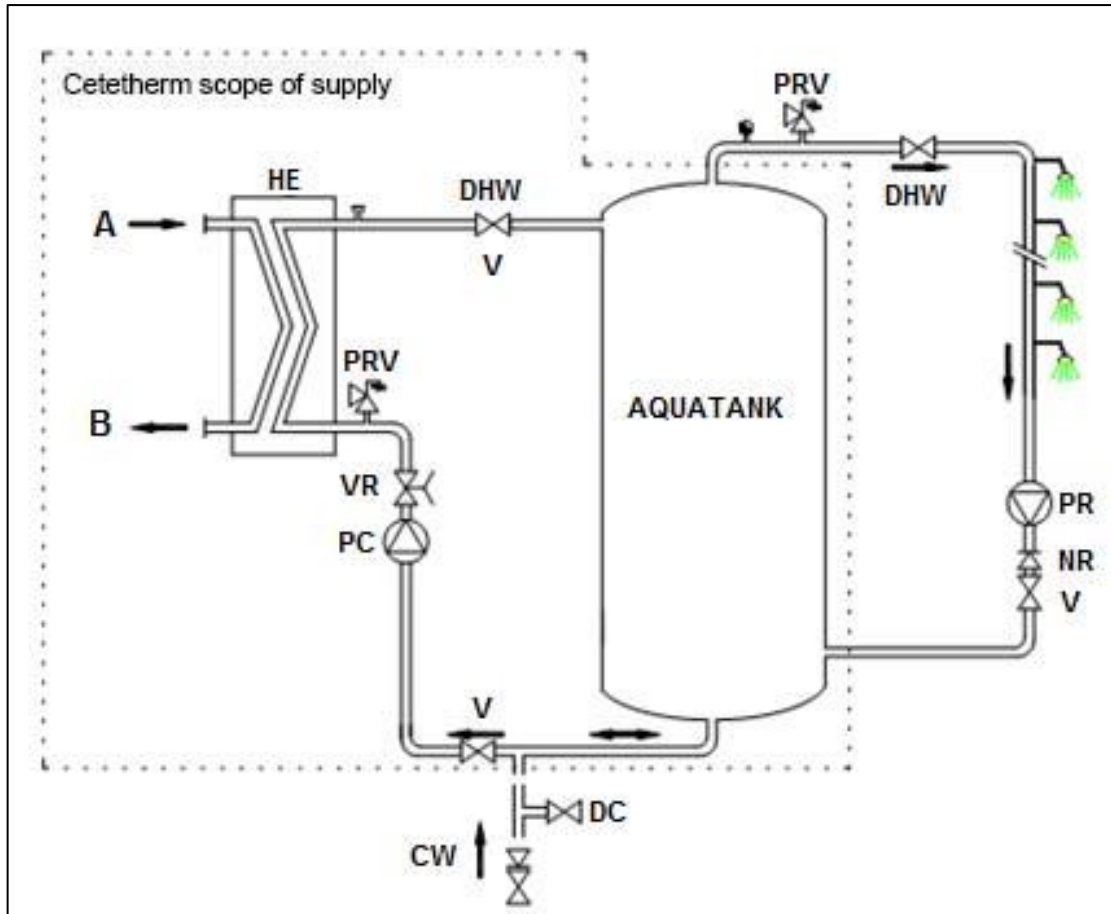 Cetetherm scope of supply
PRV
HE
DHW
DHW
A
V
PRV
B
AQUATANK
VR
PR
PC
NR
V
V
DC
CW